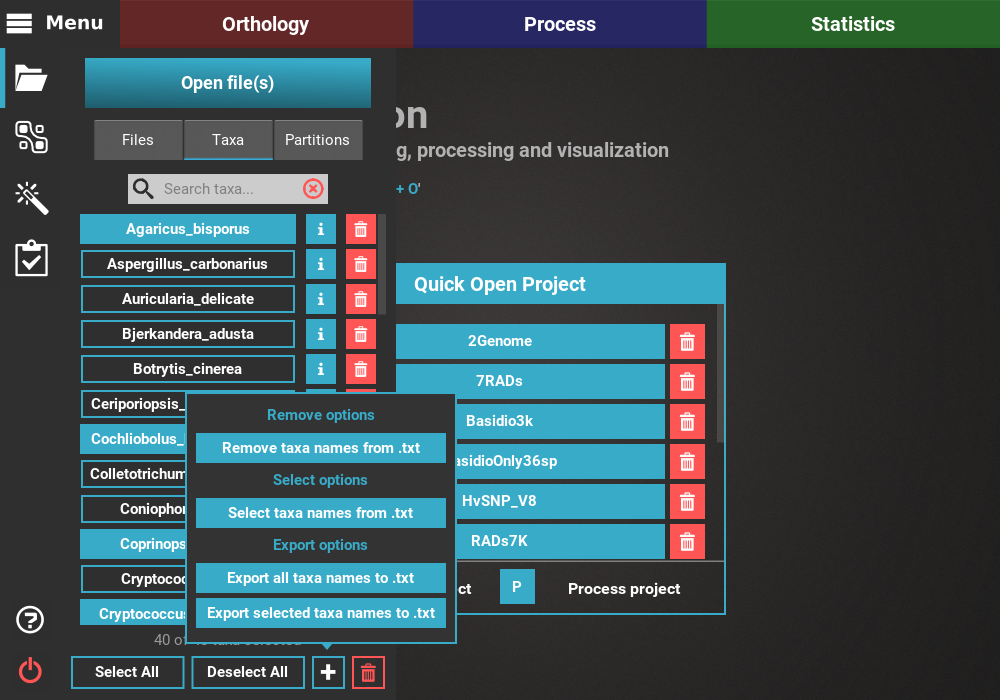 Menu
Orthology
Process
Statistics
Open file(s)
Files
Taxa
Partitions
Search taxa...
on
g, processing and visualization
+ O'
Agaricus_bisporus
Aspergillus_carbonarius
Auricularia_delicate
Bjerkandera_adusta
Botrytis_cinerea
Ceriporiopsis_
Cochliobolus_
Colletotrichum
Coniophor
Coprinops
Cryptococ
Cryptococcus
Remove options
Remove taxa names from .txt
Select options
Select taxa names from .txt
Export options
Export all taxa names to .txt
Export selected taxa names to .txt
Quick Open Project
2Genome
7RADs
Basidio3k
asidioOnly36sp
HvSNP_V8
RADs7K
ct
P
Process project
40 of
Select All
Deselect All